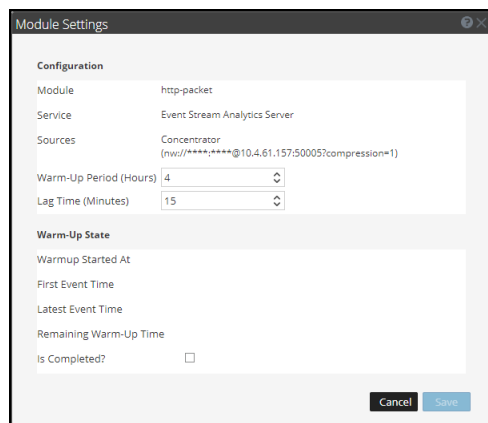 Module Settings
Configuration
Module http-packet
Service Event Stream Analytics Server
Sources Concentrator
(nw://****:****@10.4.61.157:50005?compression=1)
Warm-Up Period (Hours) 4
Lag Time (Minutes) 15
Warm-Up State
Warmup Started At
First Event Time
Latest Event Time
Remaining Warm-Up Time
Is Completed?
Cancel Save